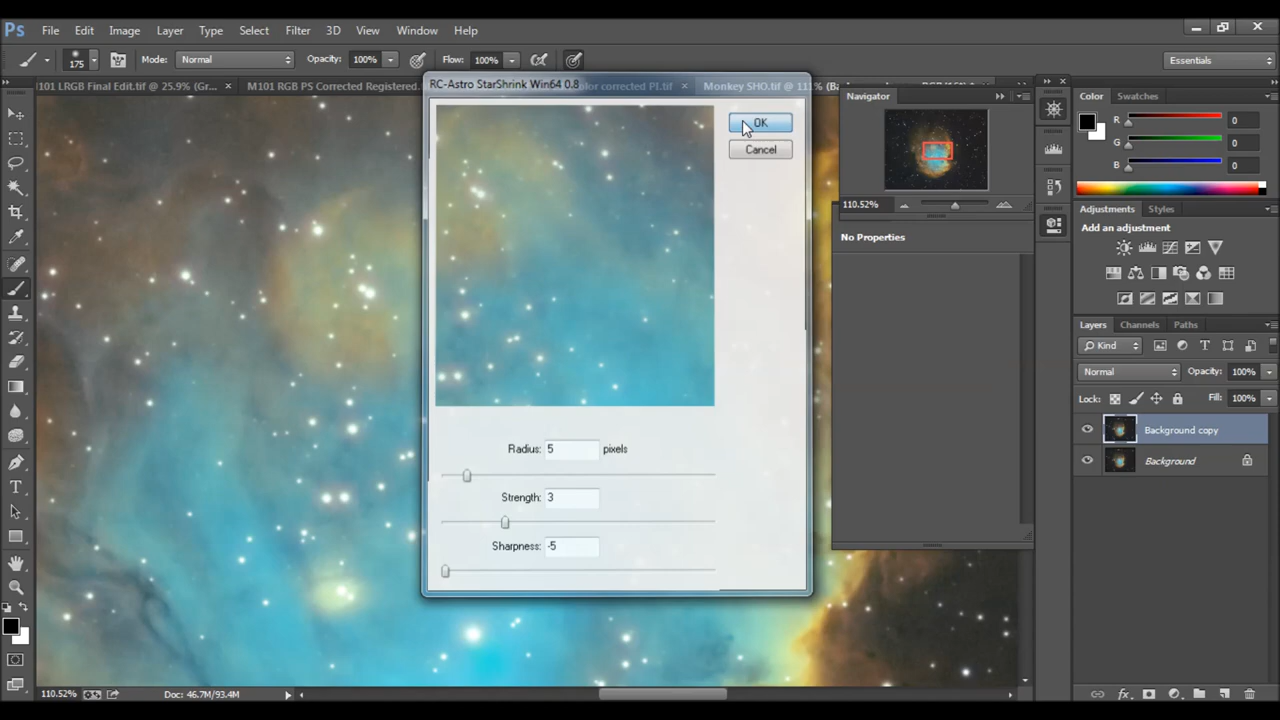 Ps File Edit Image Layer Type Select Filter 3D View Window Help
175 Mode: Normal Opacity: 100% Flow: 100% Essentials
101 LRGB Final Edit.tif @ 25.9% (Gr... × M101 RGB PS Corrected Registered. olor corrected PI.tif × Monkey SHO.tif @ 111% (Ba
RC-Astro StarShrink Win64 0.8
OK
Cancel
Radius: 5 pixels
Strength: 3
Sharpness: -5
Navigator
110.52%
No Properties
Color Swatches
R 0
G 0
B 0
Adjustments Styles
Add an adjustment
Layers Channels Paths
Kind
Normal Opacity: 100%
Lock: Fill: 100%
Background copy
Background
110.52% Doc: 46.7M/93.4M